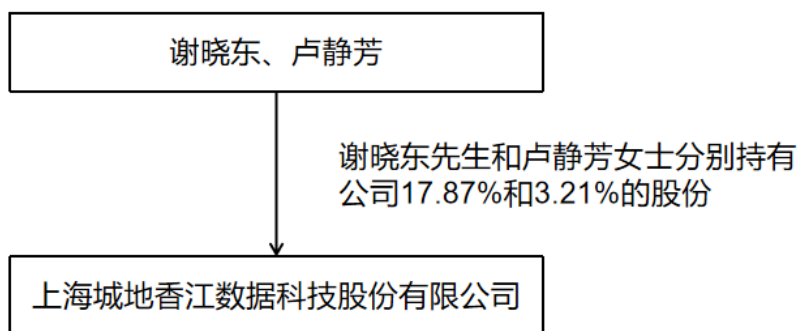 谢晓东、卢静芳
谢晓东先生和卢静芳女士分别持有
公司17.87%和3.21%的股份
上海城地香江数据科技股份有限公司